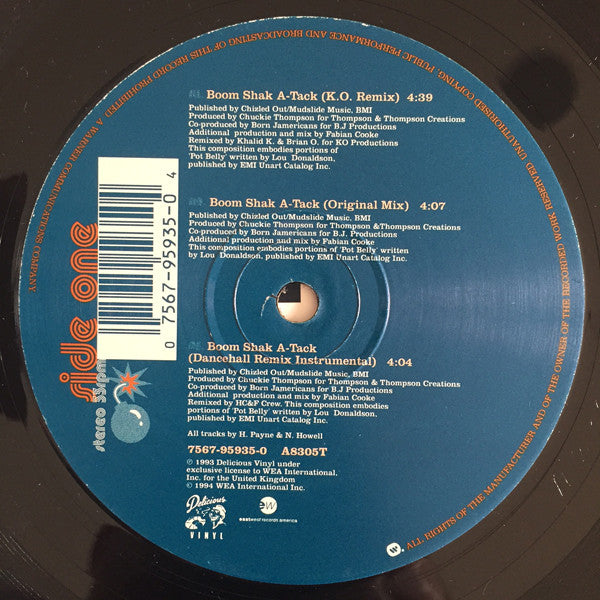 Boom Shak A-Tack (K.O. Remix) 4:39
Published by Chizled Out/Mudslide Music, BMI
Produced by Chuckie Thompson for Thompson & Thompson Creations
Co-produced by Born Jamericans for B.J Productions
Additional production and mix by Fabian Cooke
Remixed by Khalid K. & Brian O. for KO Productions
This composition embodies portions of
'Pot Belly' written by Lou Donaldson,
published by EMI Unart Catalog Inc.
Boom Shak A-Tack (Original Mix) 4:07
Published by Chizled Out/Mudslide Music, BMI
Produced by Chuckie Thompson for Thompson &Thompson Creations
Co-produced by Born Jamericans for B.J. Productions
Additional production and mix by Fabian Cooke
This composition embodies portions of 'Pot Belly' written
by Lou Donaldson, published by EMI Unart Catalog Inc.
Boom Shak A-Tack
(Dancehall Remix Instrumental) 4:04
Published by Chizled Out/Mudslide Music, BMI
Produced by Chuckie Thompson for Thompson & Thompson Creations
Co-produced by Born Jamericans for B.J Productions
Additional production and mix by Fabian Cooke
Remixed by HC&F Crew. This composition embodies
portions of 'Pot Belly' written by Lou Donaldson,
published by EMI Unart Catalog Inc.
All tracks by H. Payne & N. Howell
7567-95935-0 A8305T
℗ 1993 Delicious Vinyl under
exclusive license to WEA International.
Inc. for the United Kingdom
© 1994 WEA International Inc.
Delicious
VINYL
ew
eastwest records america
side one
stereo 33rpm
0 7567-95935-0 4
ALL RIGHTS OF THE MANUFACTURER AND OF THE OWNER OF THE RECORDED WORK RESERVED. UNAUTHORISED COPYING, PUBLIC PERFORMANCE AND BROADCASTING OF THIS RECORD PROHIBITED. A WARNER COMMUNICATIONS COMPANY.